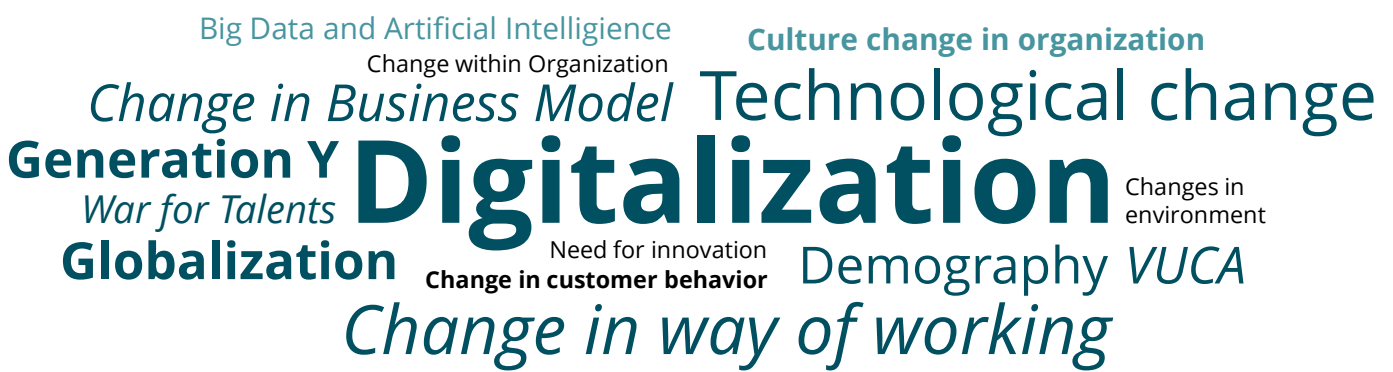 Big Data and Artificial Intelligience
Culture change in organization
Change within Organization
Change in Business Model
Technological change
Generation Y
Digitalization
War for Talents
Changes in
environment
Globalization
Need for innovation
Change in customer behavior
Demography
VUCA
Change in way of working